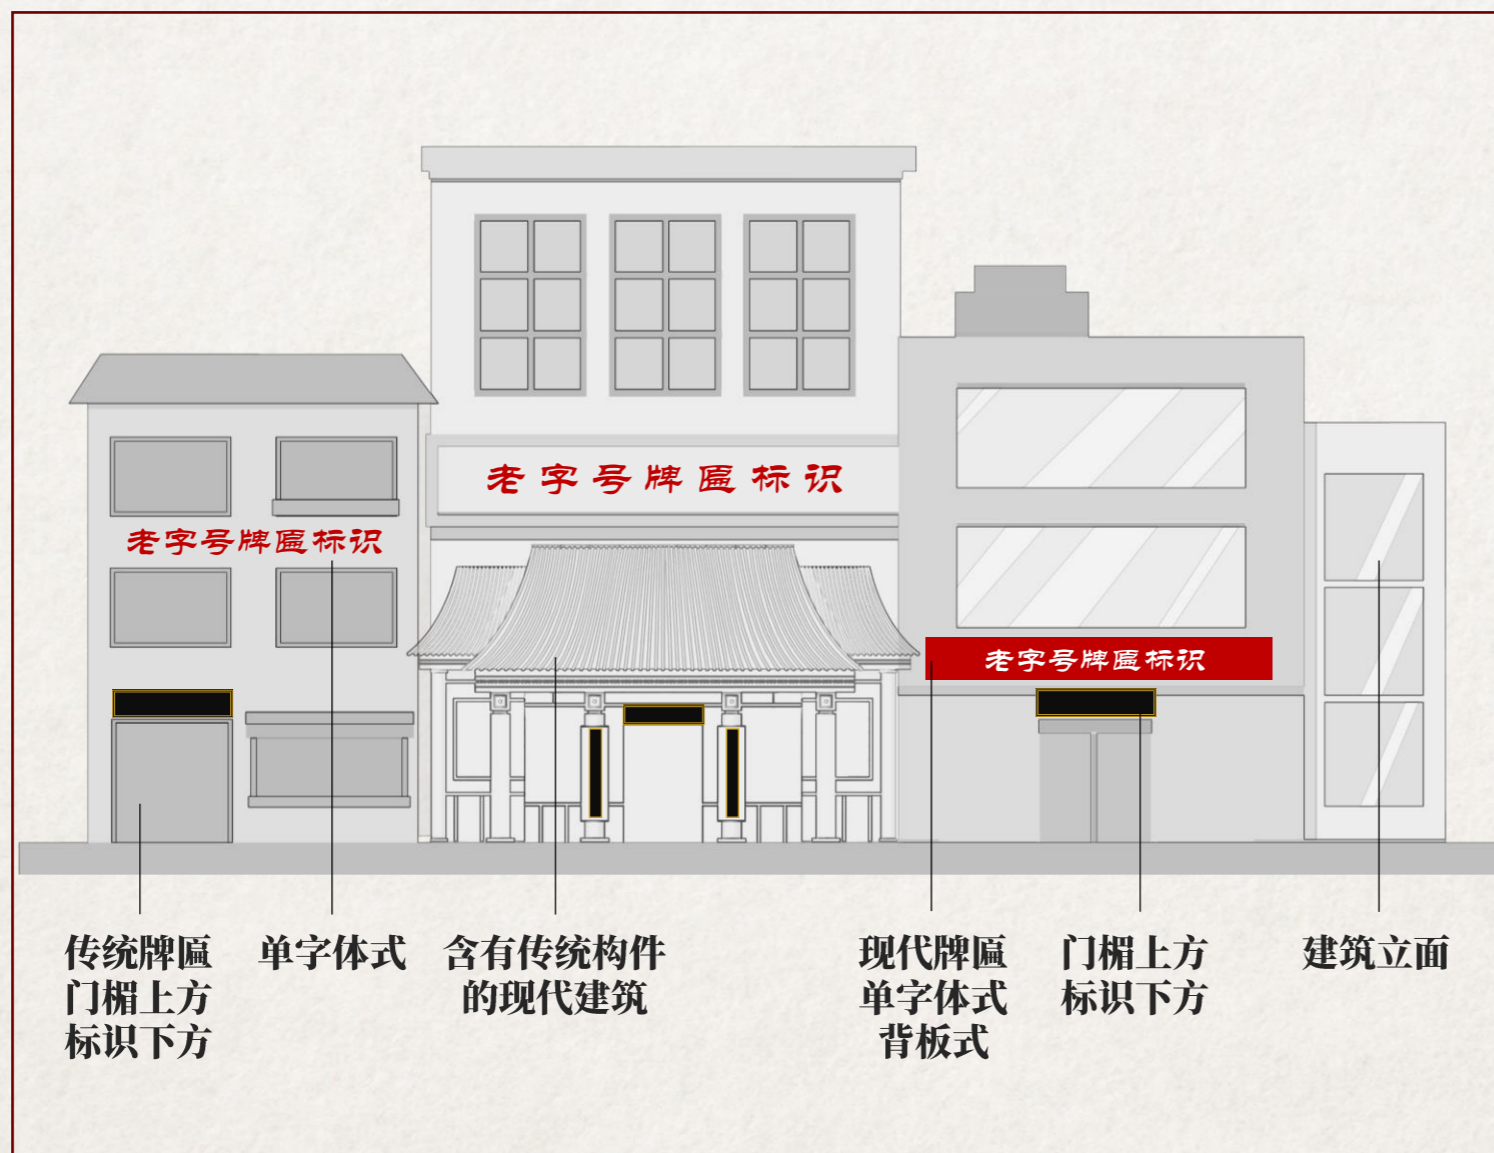 老字号牌匾标识
老字号牌匾标识
老字号牌匾标识
传统牌匾
门楣上方
标识下方
单字体式
含有传统构件
的现代建筑
现代牌匾
单字体式
背板式
门楣上方
标识下方
建筑立面